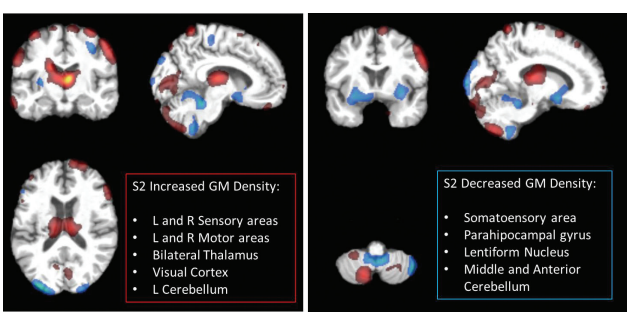 S2 Increased GM Density:
• L and R Sensory areas
• L and R Motor areas
• Bilateral Thalamus
• Visual Cortex
• L Cerebellum
S2 Decreased GM Density:
• Somatoensory area
• Parahipocampal gyrus
• Lentiform Nucleus
• Middle and Anterior
Cerebellum